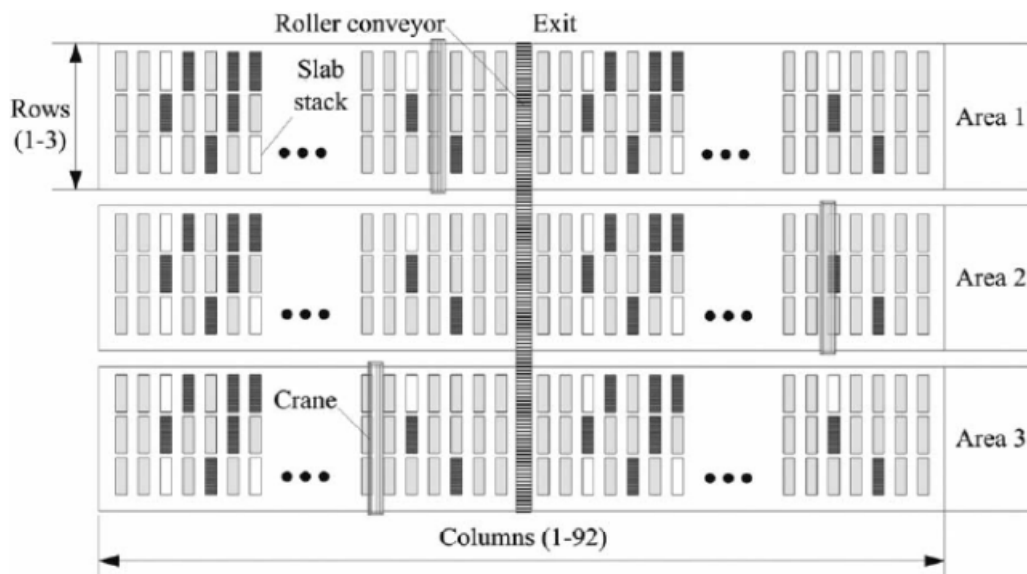 Roller conveyor
Exit
Slab
stack
Rows
(1-3)
Area 1
Area 2
Crane
Area 3
Columns (1-92)